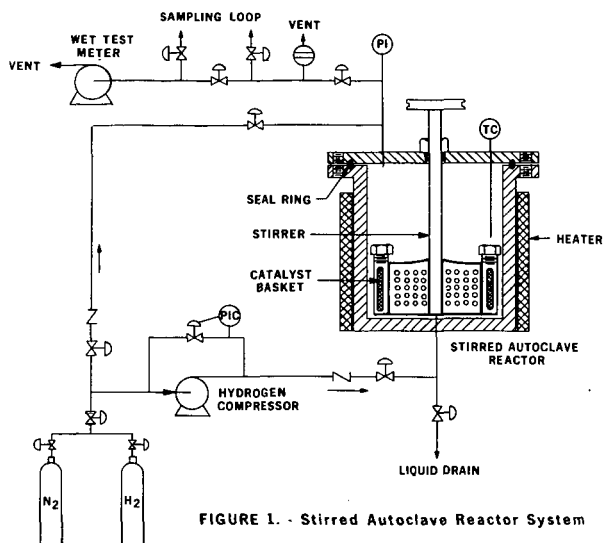 SAMPLING LOOP
VENT
WET TEST
METER
VENT
PI
TC
SEAL RING
STIRRER
HEATER
CATALYST
BASKET
STIRRED AUTOCLAVE
REACTOR
PIC
HYDROGEN
COMPRESSOR
LIQUID DRAIN
N2
H2
FIGURE 1. - Stirred Autoclave Reactor System